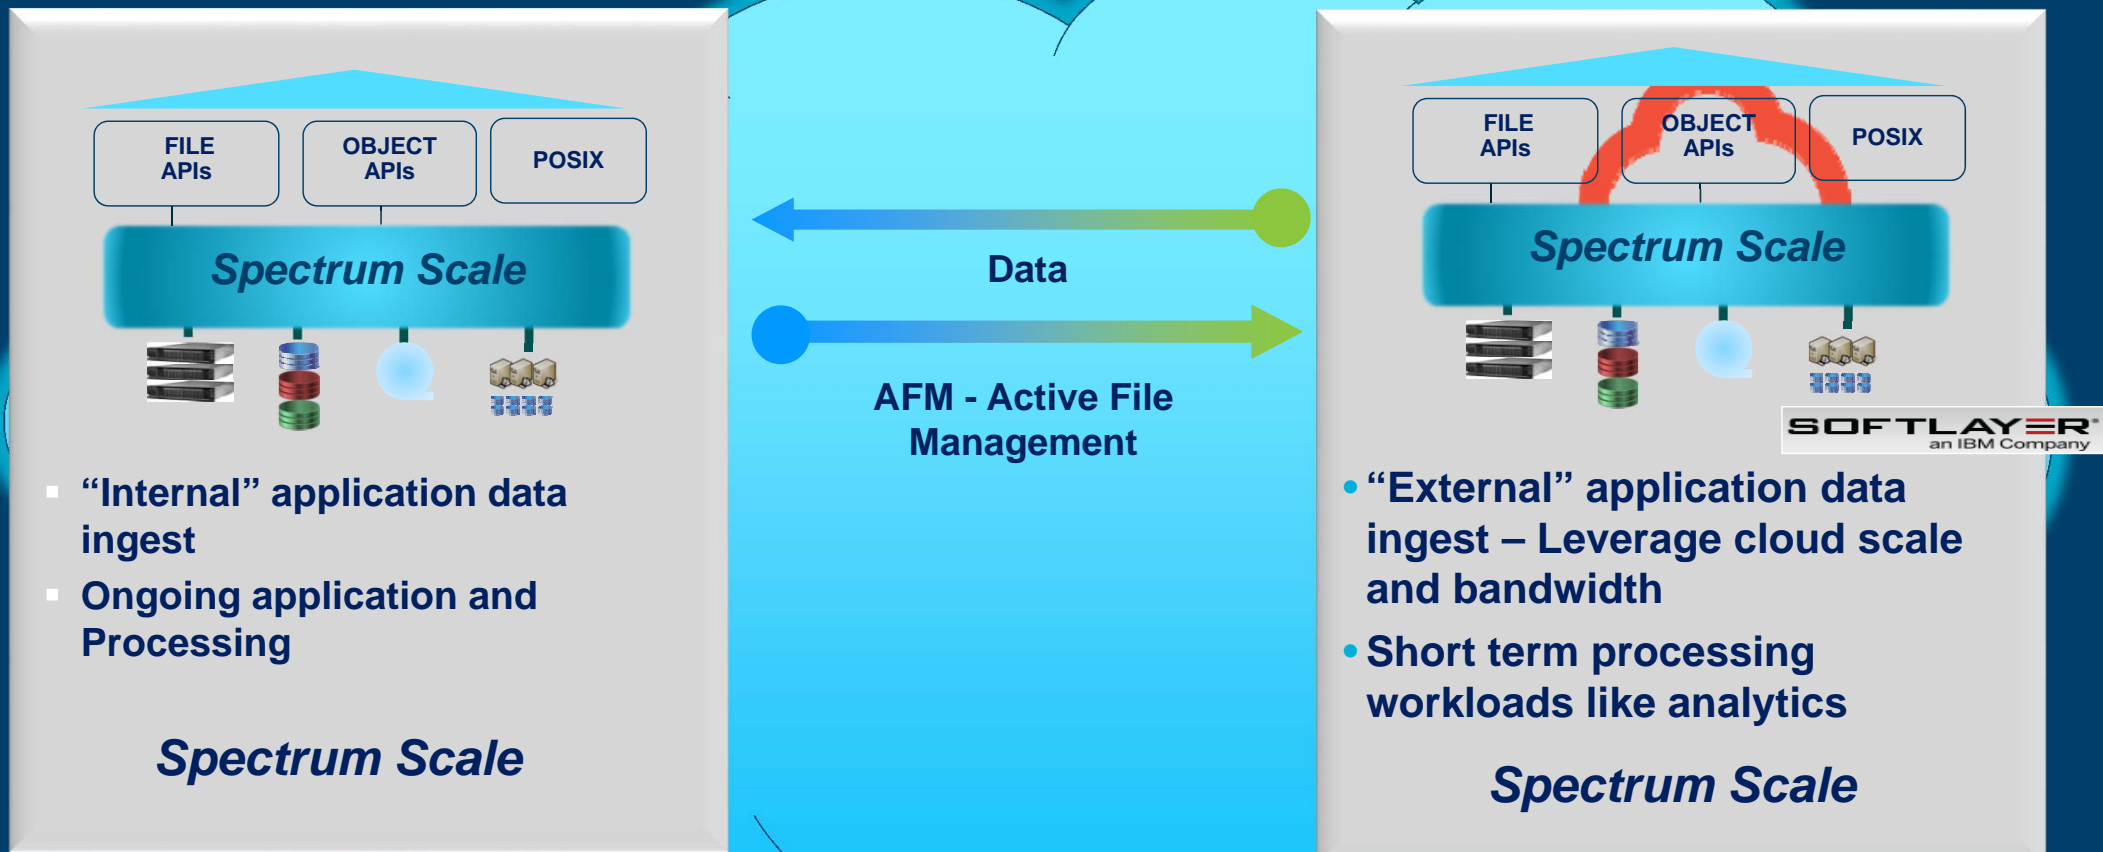 FILE
APIs
OBJECT
APIs
POSIX
Spectrum Scale
“Internal” application data
ingest
Ongoing application and
Processing
Spectrum Scale
Data
AFM - Active File
Management
FILE
APIs
OBJECT
APIs
POSIX
Spectrum Scale
SOFTLAYER®
an IBM Company
“External” application data
ingest – Leverage cloud scale
and bandwidth
Short term processing
workloads like analytics
Spectrum Scale